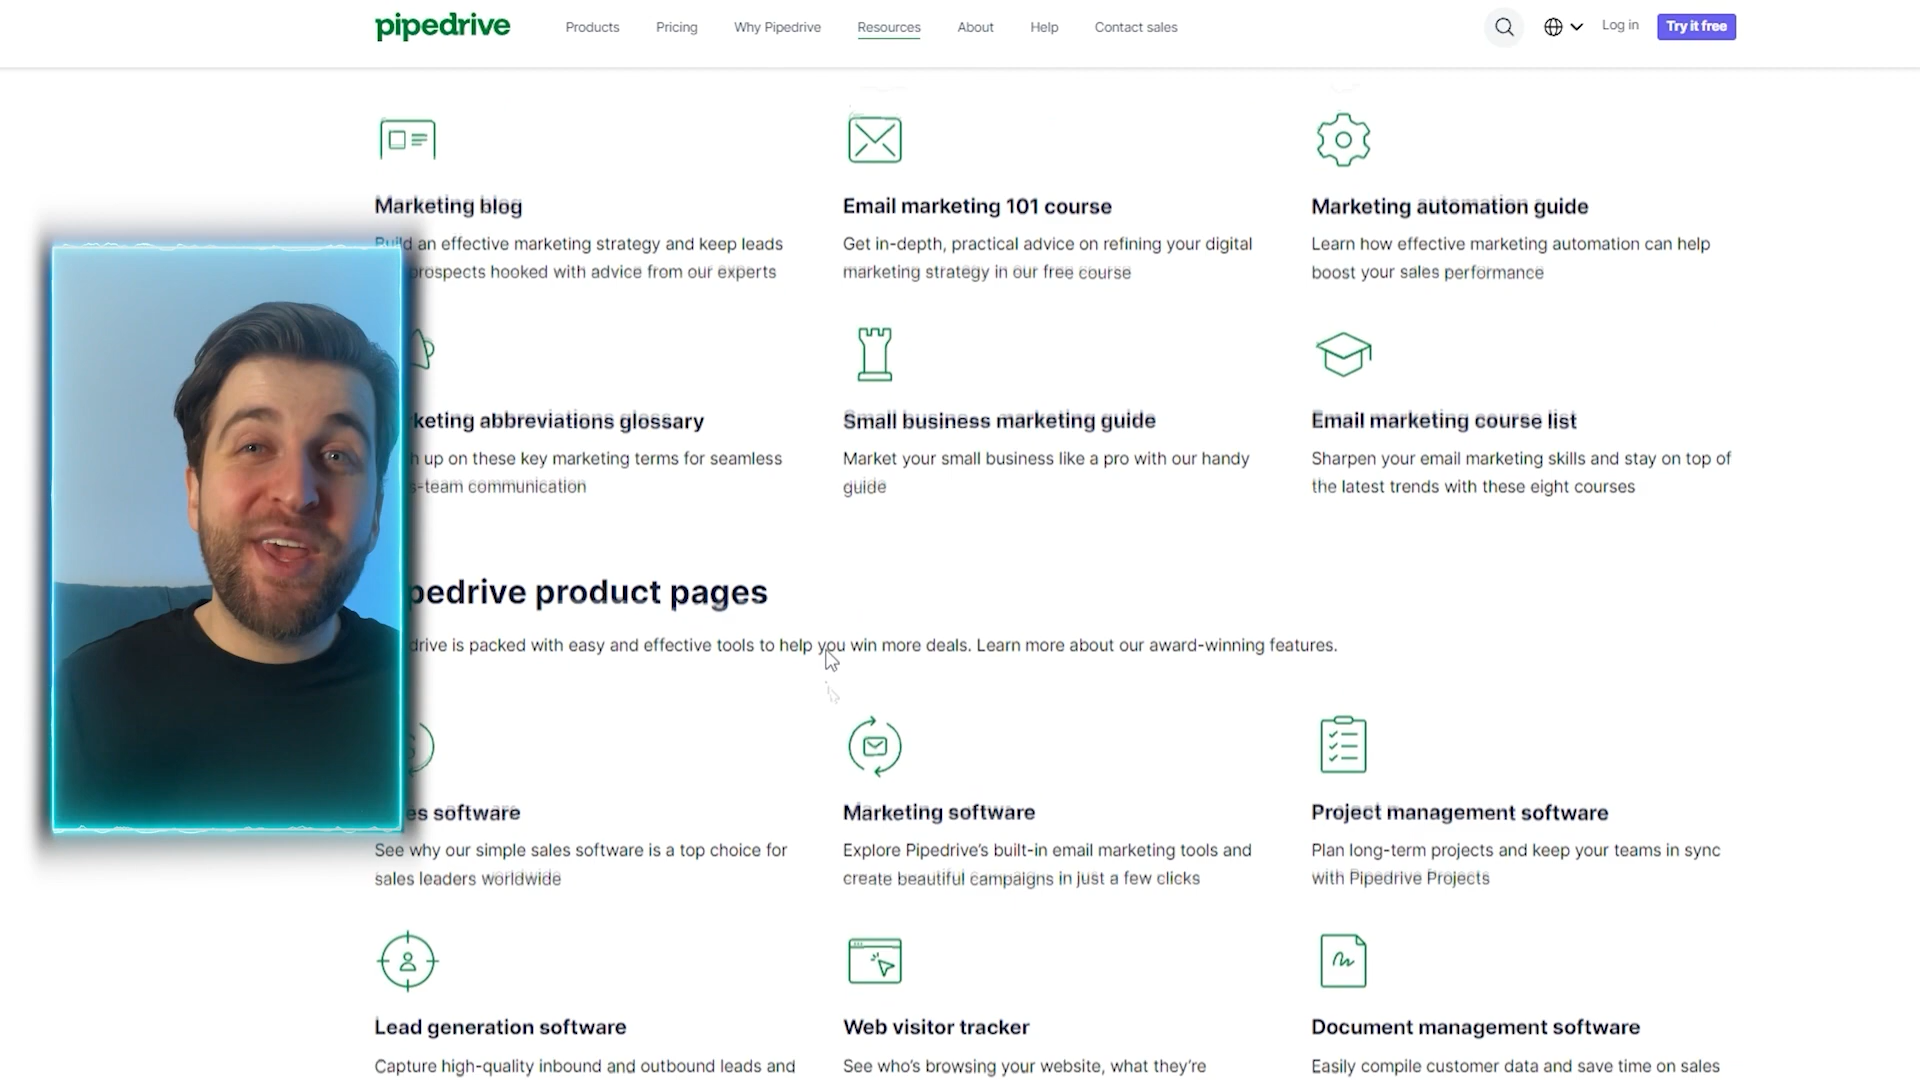 pipedrive
Products Pricing Why Pipedrive Resources About Help Contact sales Log in Try it free
Marketing blog
an effective marketing strategy and keep leads
prospects hooked with advice from our experts
Email marketing 101 course
Get in-depth, practical advice on refining your digital
marketing strategy in our free course
Marketing automation guide
Learn how effective marketing automation can help
boost your sales performance
keting abbreviations glossary
up on these key marketing terms for seamless
-team communication
Small business marketing guide
Market your small business like a pro with our handy
guide
Email marketing course list
Sharpen your email marketing skills and stay on top of
the latest trends with these eight courses
pedrive product pages
drive is packed with easy and effective tools to help you win more deals. Learn more about our award-winning features.
es software
See why our simple sales software is a top choice for
sales leaders worldwide
Marketing software
Explore Pipedrive's built-in email marketing tools and
create beautiful campaigns in just a few clicks
Project management software
Plan long-term projects and keep your teams in sync
with Pipedrive Projects
Lead generation software
Capture high-quality inbound and outbound leads and
Web visitor tracker
See who's browsing your website, what they're
Document management software
Easily compile customer data and save time on sales